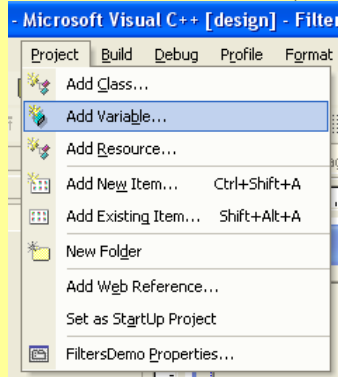 - Microsoft Visual C++ [design] - Filter
Project Build Debug Profile Format
Add Class...
Add Variable...
Add Resource...
Add New Item... Ctrl+Shift+A
Add Existing Item... Shift+Alt+A
New Folder
Add Web Reference...
Set as StartUp Project
FiltersDemo Properties...